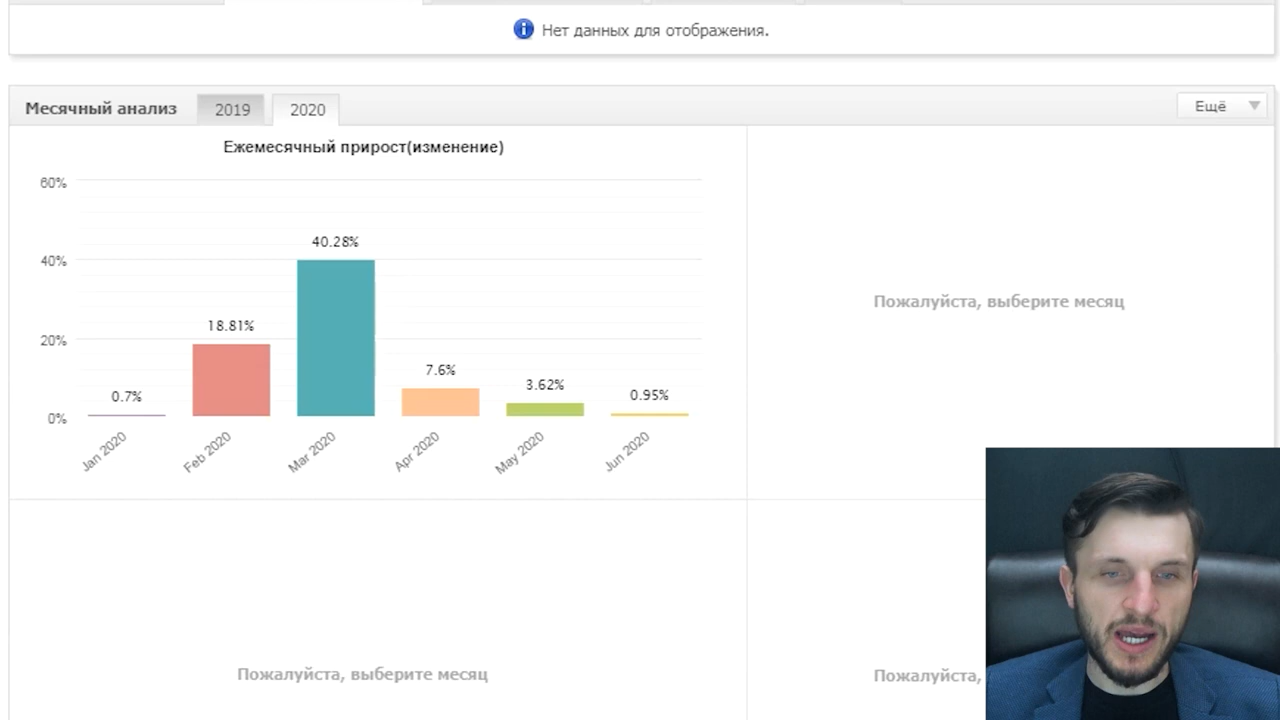 Нет данных для отображения.
Месячный анализ 2019 2020 Ещё
Ежемесячный прирост(изменение)
60%
40%
20%
0%
0.7%
18.81%
40.28%
7.6%
3.62%
0.95%
Jan 2020
Feb 2020
Mar 2020
Apr 2020
May 2020
Jun 2020
Пожалуйста, выберите месяц
Пожалуйста, выберите месяц
Пожалуйста,